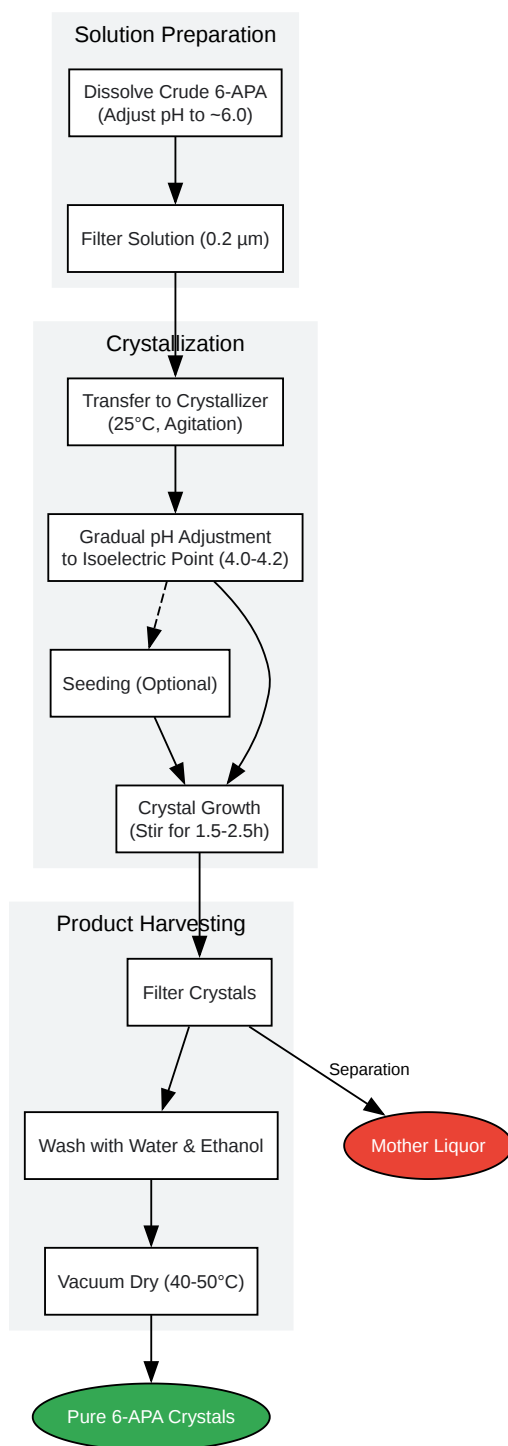 Solution Preparation
Dissolve Crude 6-APA
(Adjust pH to ~6.0)
Filter Solution (0.2 µm)
Crystallization
Transfer to Crystallizer
(25°C, Agitation)
Gradual pH Adjustment
to Isoelectric Point (4.0-4.2)
Seeding (Optional)
Crystal Growth
(Stir for 1.5-2.5h)
Product Harvesting
Filter Crystals
Separation
Wash with Water & Ethanol
Mother Liquor
Vacuum Dry (40-50°C)
Pure 6-APA Crystals